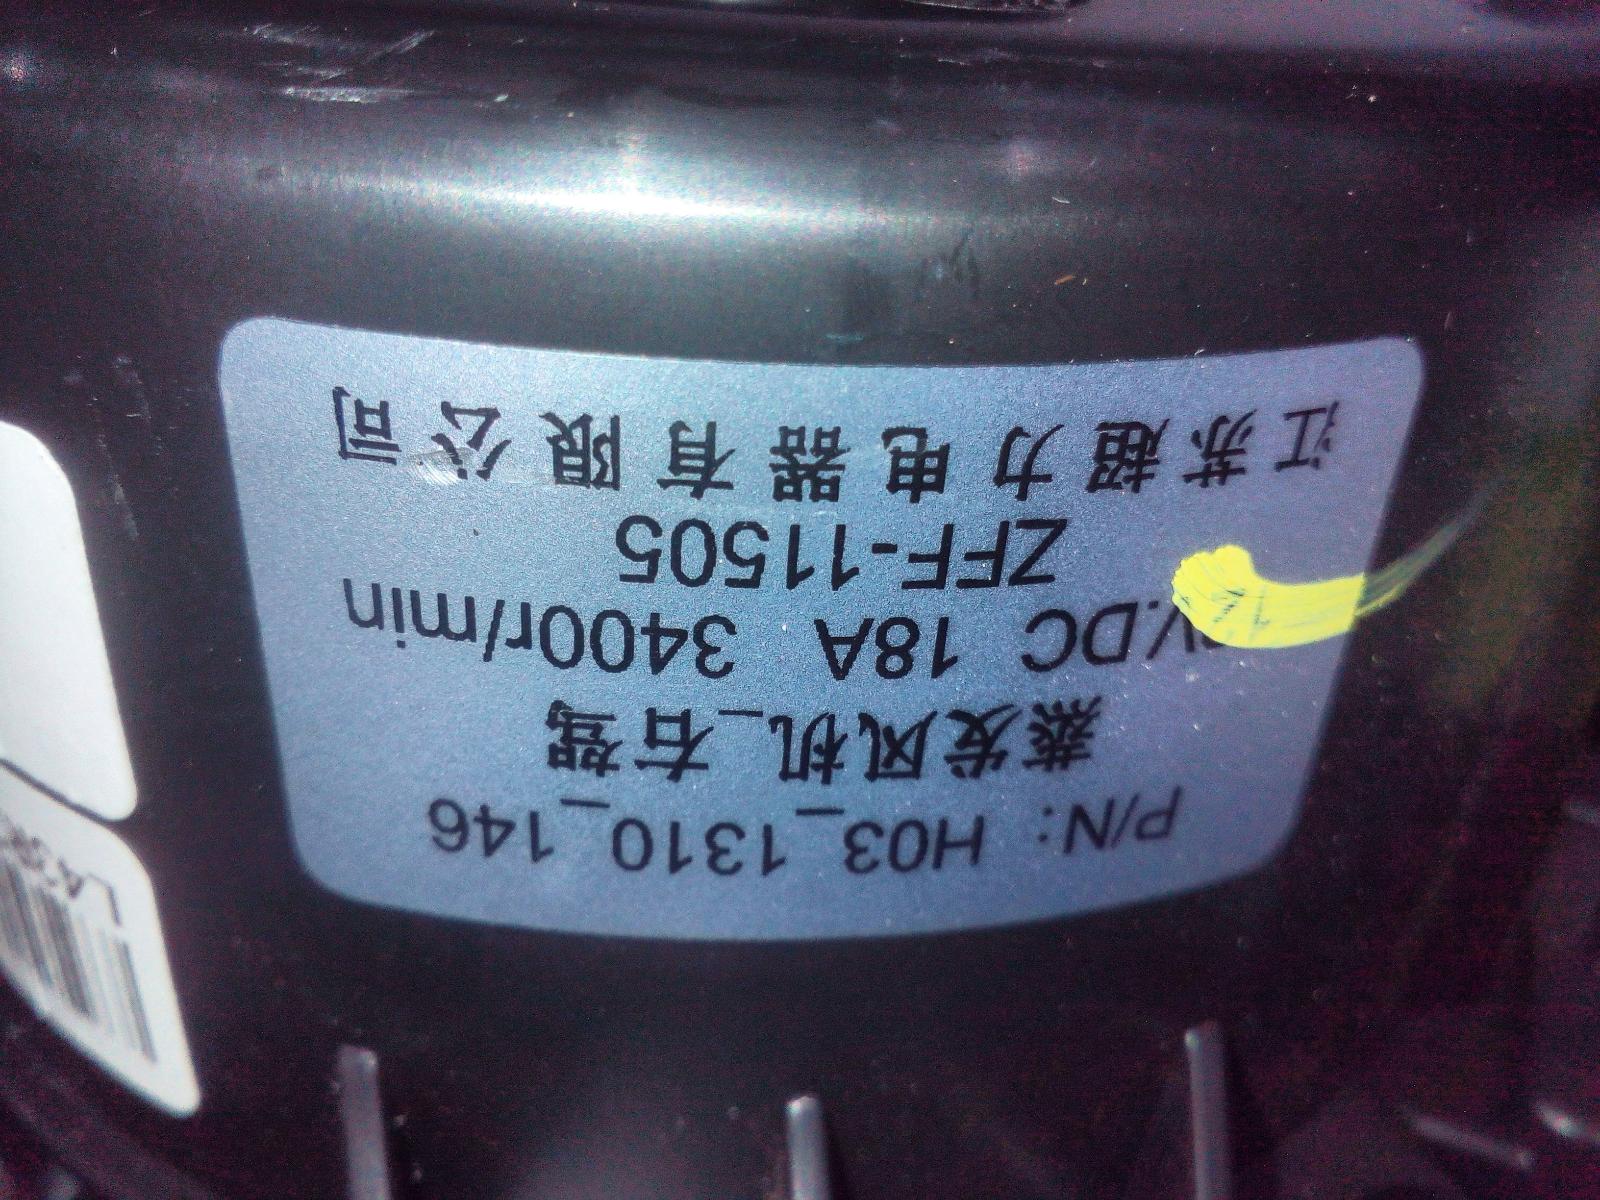 P/N: H03_1310_146
蒸发风机_右驾
V.DC 18A 3400r/min
ZFF-11505
江苏超力电器有限公司